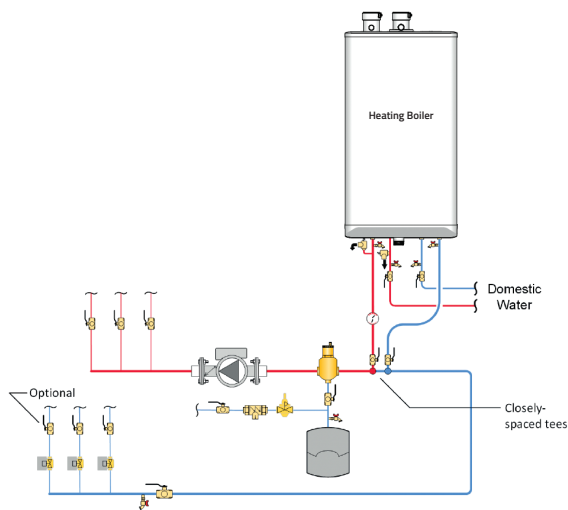 Heating Boiler
Domestic
Water
Optional
Closely-
spaced tees